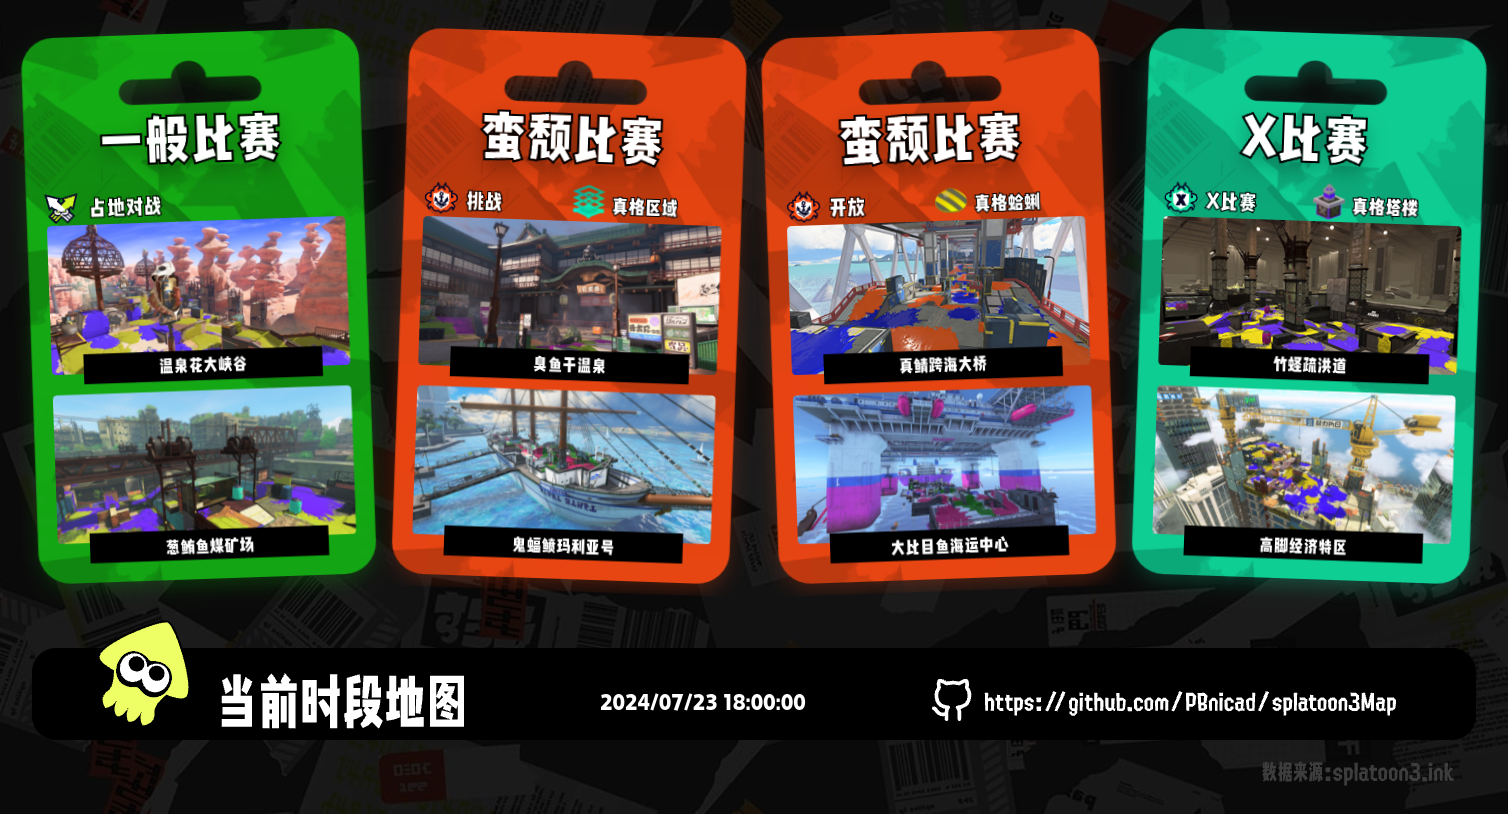 一般比赛
占地对战
温泉花大峡谷
葱鲔鱼煤矿场
蛮颓比赛
挑战
真格区域
臭鱼干温泉
鬼蝠鲼玛利亚号
蛮颓比赛
开放
真格蛤蜊
真鲷跨海大桥
大比目鱼海运中心
X比赛
X比赛
真格塔楼
竹蛏疏洪道
高脚经济特区
当前时段地图
2024/07/23 18:00:00
https://github.com/PBnicad/splatoon3Map
数据来源:splatoon3.ink